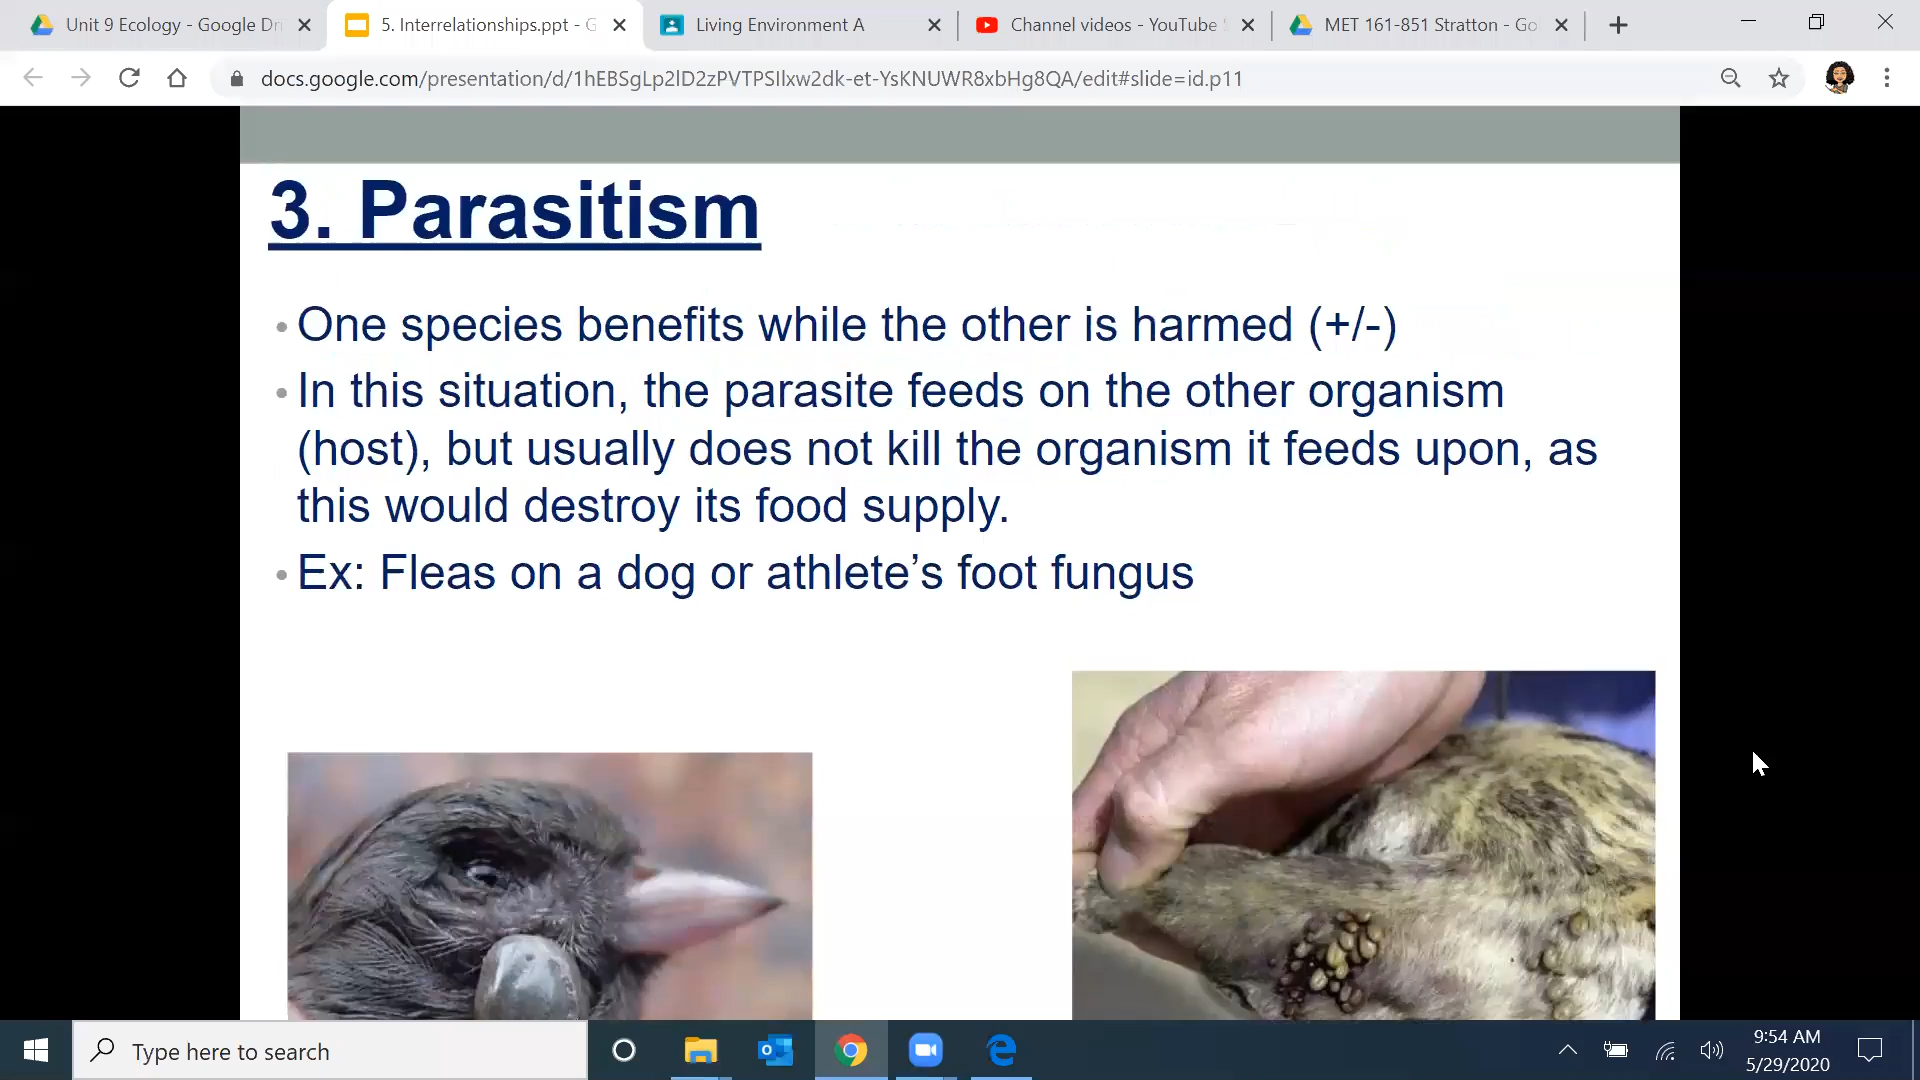 Unit 9 Ecology - Google Dri
5. Interrelationships.ppt - G
Living Environment A
Channel videos - YouTube
MET 161-851 Stratton - Go
docs.google.com/presentation/d/1hEBSgLp2lD2zPVTPSIlxw2dk-et-YsKNUWR8xbHg8QA/edit#slide=id.p11
3. Parasitism
• One species benefits while the other is harmed (+/-)
• In this situation, the parasite feeds on the other organism
(host), but usually does not kill the organism it feeds upon, as
this would destroy its food supply.
• Ex: Fleas on a dog or athlete’s foot fungus
Type here to search
9:54 AM
5/29/2020